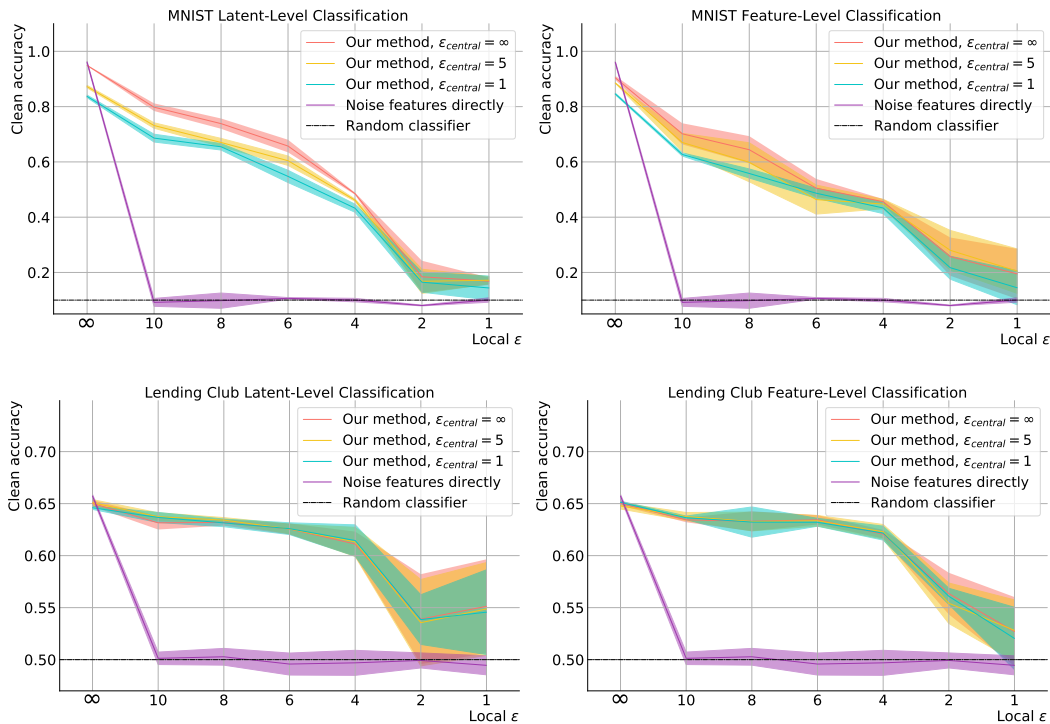 MNIST Latent-Level Classification
Clean accuracy
1.0
0.8
0.6
0.4
0.2
Our method, ε_central = ∞
Our method, ε_central = 5
Our method, ε_central = 1
Noise features directly
Random classifier
∞ 10 8 6 4 2 1
Local ε
MNIST Feature-Level Classification
Clean accuracy
1.0
0.8
0.6
0.4
0.2
Our method, ε_central = ∞
Our method, ε_central = 5
Our method, ε_central = 1
Noise features directly
Random classifier
∞ 10 8 6 4 2 1
Local ε
Lending Club Latent-Level Classification
Clean accuracy
0.70
0.65
0.60
0.55
0.50
Our method, ε_central = ∞
Our method, ε_central = 5
Our method, ε_central = 1
Noise features directly
Random classifier
∞ 10 8 6 4 2 1
Local ε
Lending Club Feature-Level Classification
Clean accuracy
0.70
0.65
0.60
0.55
0.50
Our method, ε_central = ∞
Our method, ε_central = 5
Our method, ε_central = 1
Noise features directly
Random classifier
∞ 10 8 6 4 2 1
Local ε